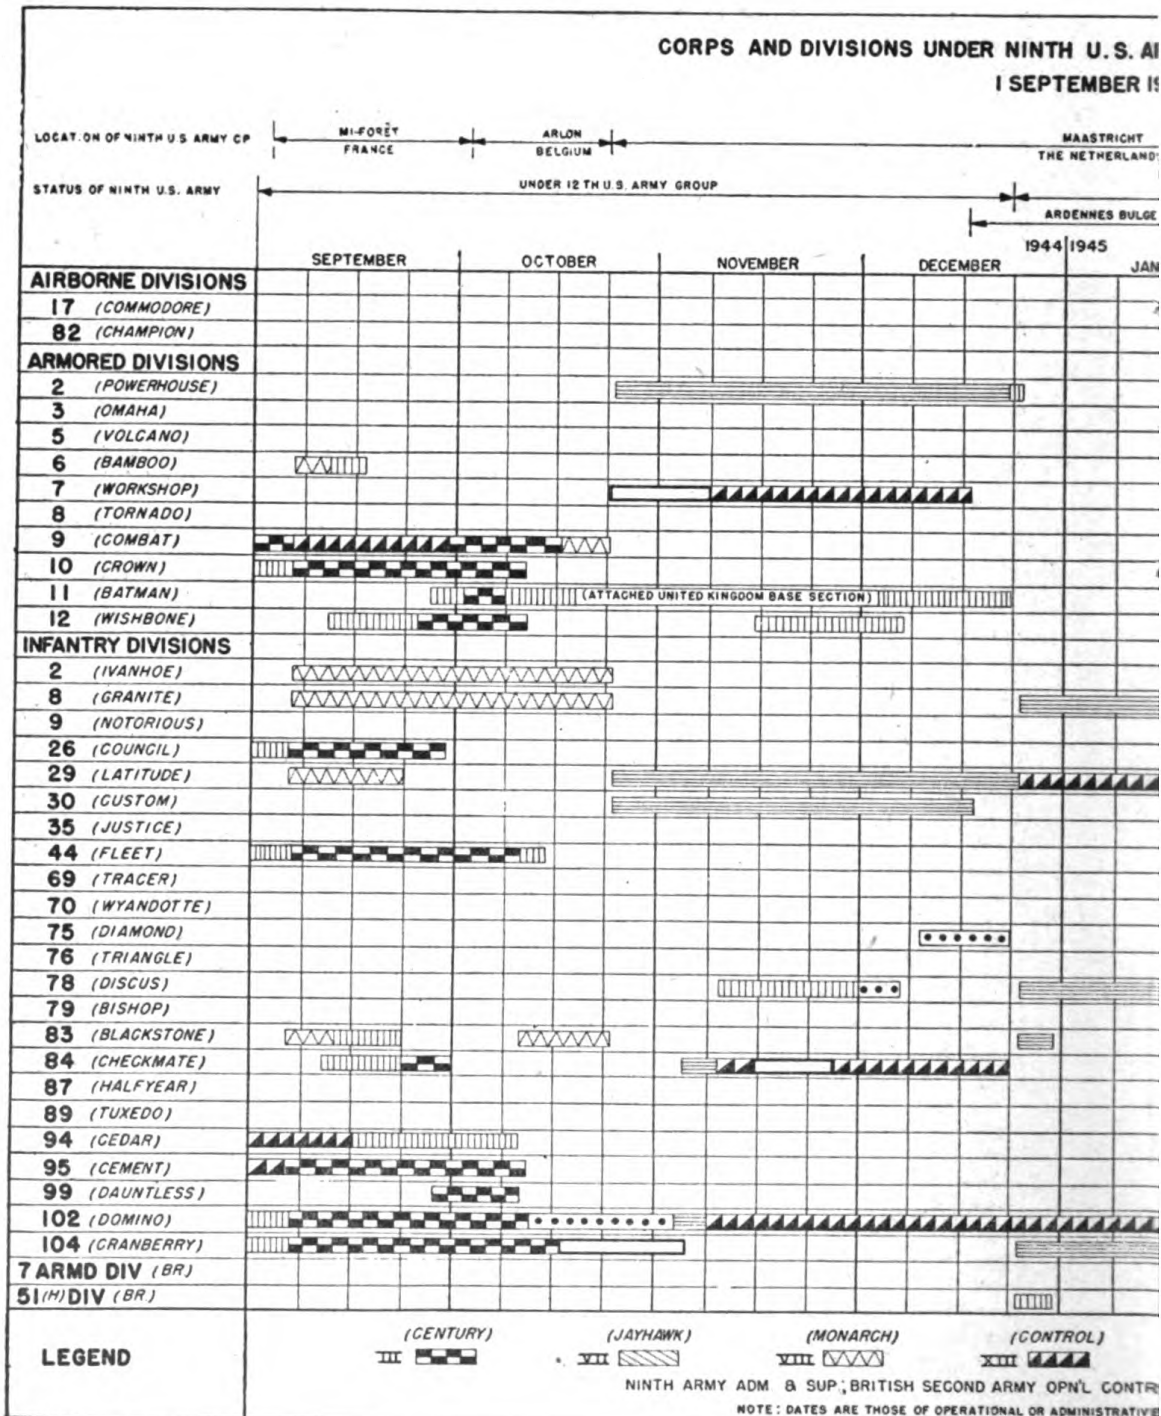 CORPS AND DIVISIONS UNDER NINTH U. S.
1 SEPTEMBER
LOCATION OF NINTH U.S ARMY CP
MI-FORÊT
FRANCE
ARLON
BELGIUM
MAASTRICHT
THE NETHERLANDS
STATUS OF NINTH U.S. ARMY
UNDER 12 TH U.S. ARMY GROUP
ARDENNES BULGE
1944 1945
SEPTEMBER OCTOBER NOVEMBER DECEMBER JAN
AIRBORNE DIVISIONS
17 (COMMODORE)
82 (CHAMPION)
ARMORED DIVISIONS
2 (POWERHOUSE)
3 (OMAHA)
5 (VOLCANO)
6 (BAMBOO)
7 (WORKSHOP)
8 (TORNADO)
9 (COMBAT)
10 (CROWN)
11 (BATMAN) (ATTACHED UNITED KINGDOM BASE SECTION)
12 (WISHBONE)
INFANTRY DIVISIONS
2 (IVANHOE)
8 (GRANITE)
9 (NOTORIOUS)
26 (COUNCIL)
29 (LATITUDE)
30 (CUSTOM)
35 (JUSTICE)
44 (FLEET)
69 (TRACER)
70 (WYANDOTTE)
75 (DIAMOND)
76 (TRIANGLE)
78 (DISCUS)
79 (BISHOP)
83 (BLACKSTONE)
84 (CHECKMATE)
87 (HALFYEAR)
89 (TUXEDO)
94 (CEDAR)
95 (CEMENT)
99 (DAUNTLESS)
102 (DOMINO)
104 (CRANBERRY)
7 ARMD DIV (BR)
51 (H) DIV (BR)
(CENTURY) (JAYHAWK) (MONARCH) (CONTROL)
LEGEND III VII VIII XIII
NINTH ARMY ADM & SUP; BRITISH SECOND ARMY OPN'L
NOTE: DATES ARE THOSE OF OPERATIONAL OR